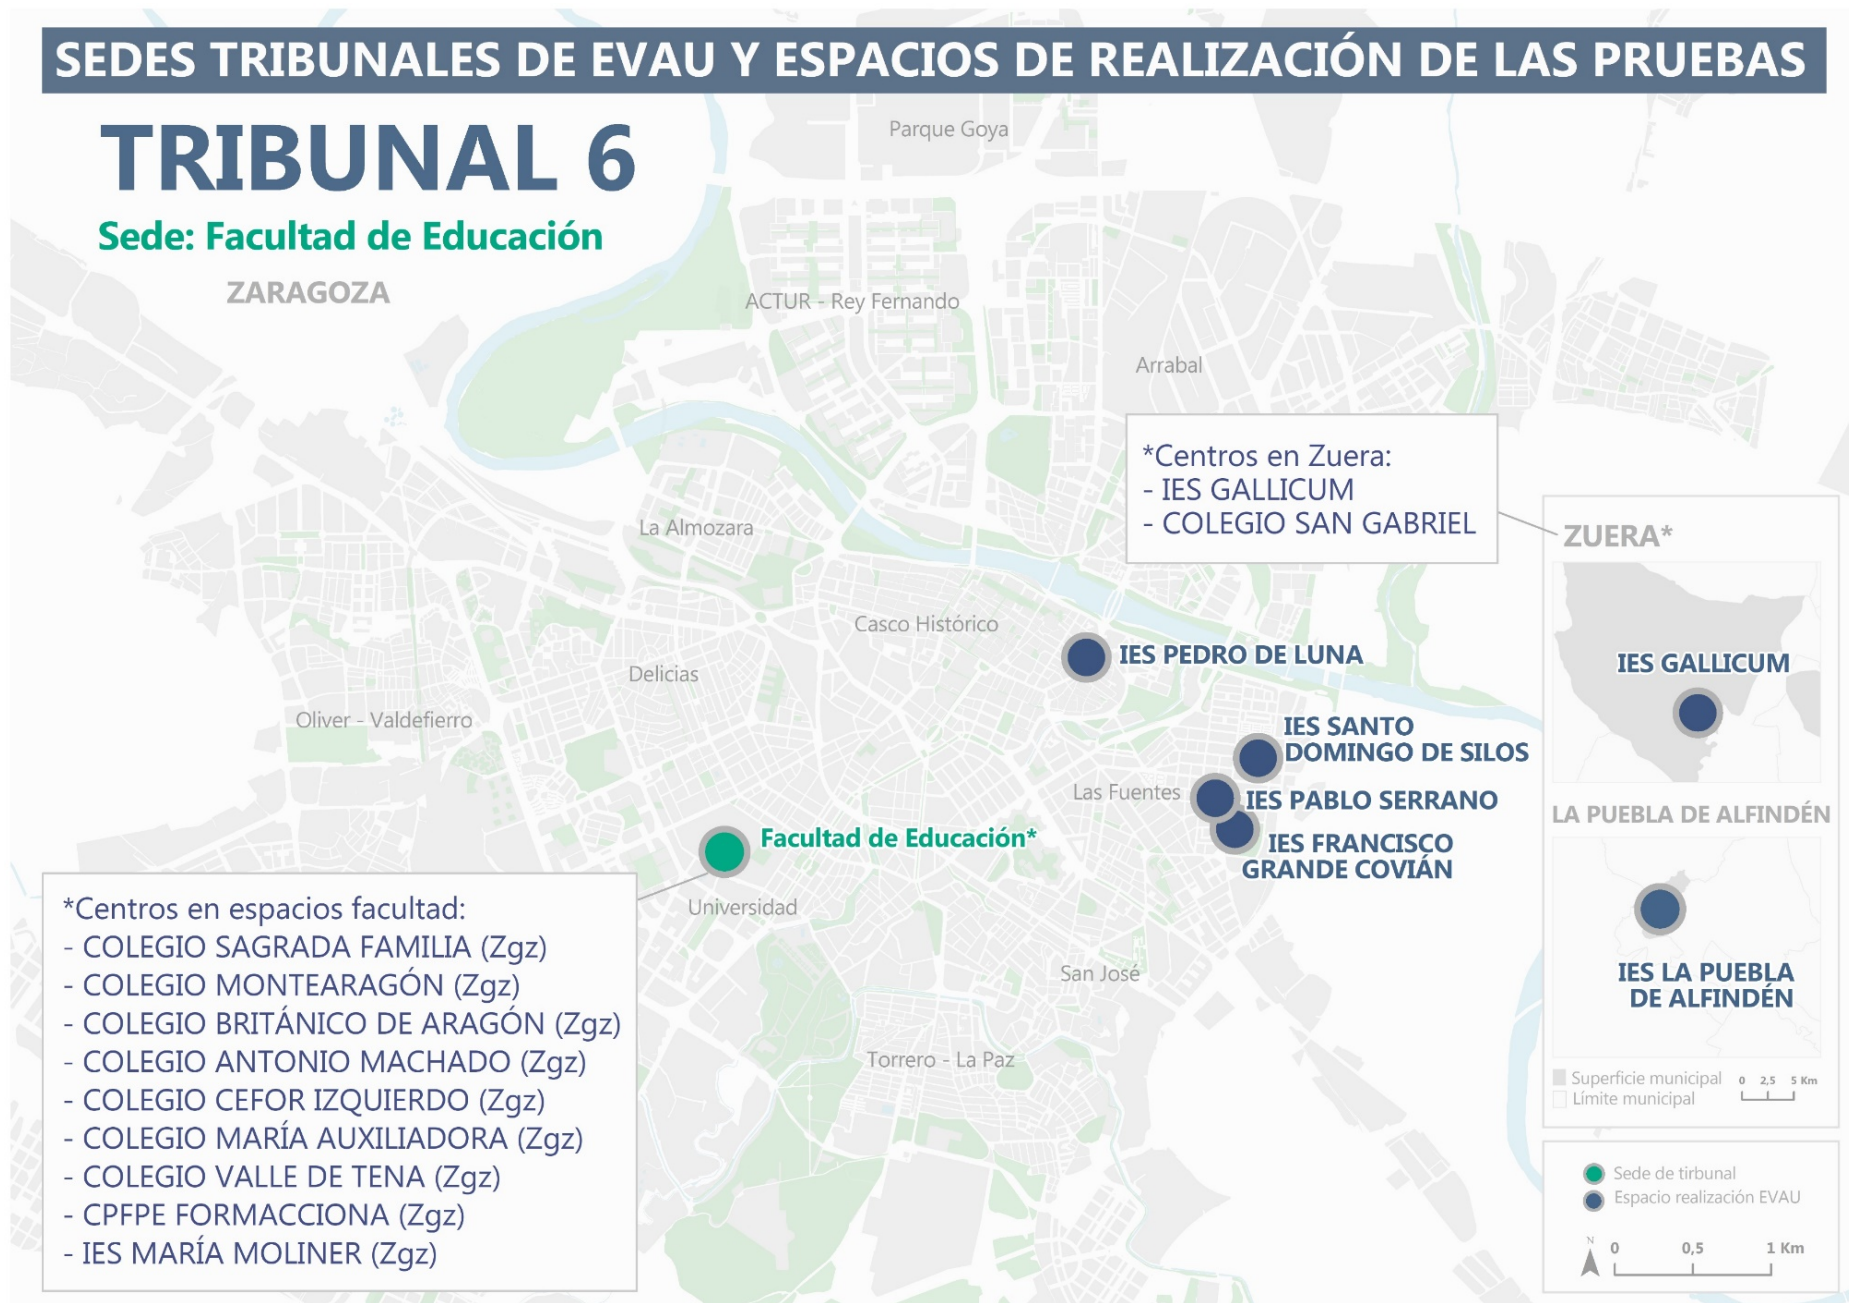 SEDES TRIBUNALES DE EVAU Y ESPACIOS DE REALIZACIÓN DE LAS PRUEBAS
TRIBUNAL 6
Sede: Facultad de Educación
ZARAGOZA
Parque Goya
ACTUR - Rey Fernando
Arrabal
*Centros en Zuera:
- IES GALLICUM
- COLEGIO SAN GABRIEL
La Almozara
Casco Histórico
Delicias
Oliver - Valdefierro
IES PEDRO DE LUNA
IES SANTO
DOMINGO DE SILOS
Las Fuentes
IES PABLO SERRANO
IES FRANCISCO
GRANDE COVIÁN
Facultad de Educación*
Universidad
San José
Torrero - La Paz
*Centros en espacios facultad:
- COLEGIO SAGRADA FAMILIA (Zgz)
- COLEGIO MONTEARAGÓN (Zgz)
- COLEGIO BRITÁNICO DE ARAGÓN (Zgz)
- COLEGIO ANTONIO MACHADO (Zgz)
- COLEGIO CEFOR IZQUIERDO (Zgz)
- COLEGIO MARÍA AUXILIADORA (Zgz)
- COLEGIO VALLE DE TENA (Zgz)
- CPFPE FORMACCIONA (Zgz)
- IES MARÍA MOLINER (Zgz)
ZUERA*
IES GALLICUM
LA PUEBLA DE ALFINDÉN
IES LA PUEBLA
DE ALFINDÉN
Superficie municipal
Límite municipal
0 2,5 5 Km
Sede de tirbunal
Espacio realización EVAU
N
0 0,5 1 Km